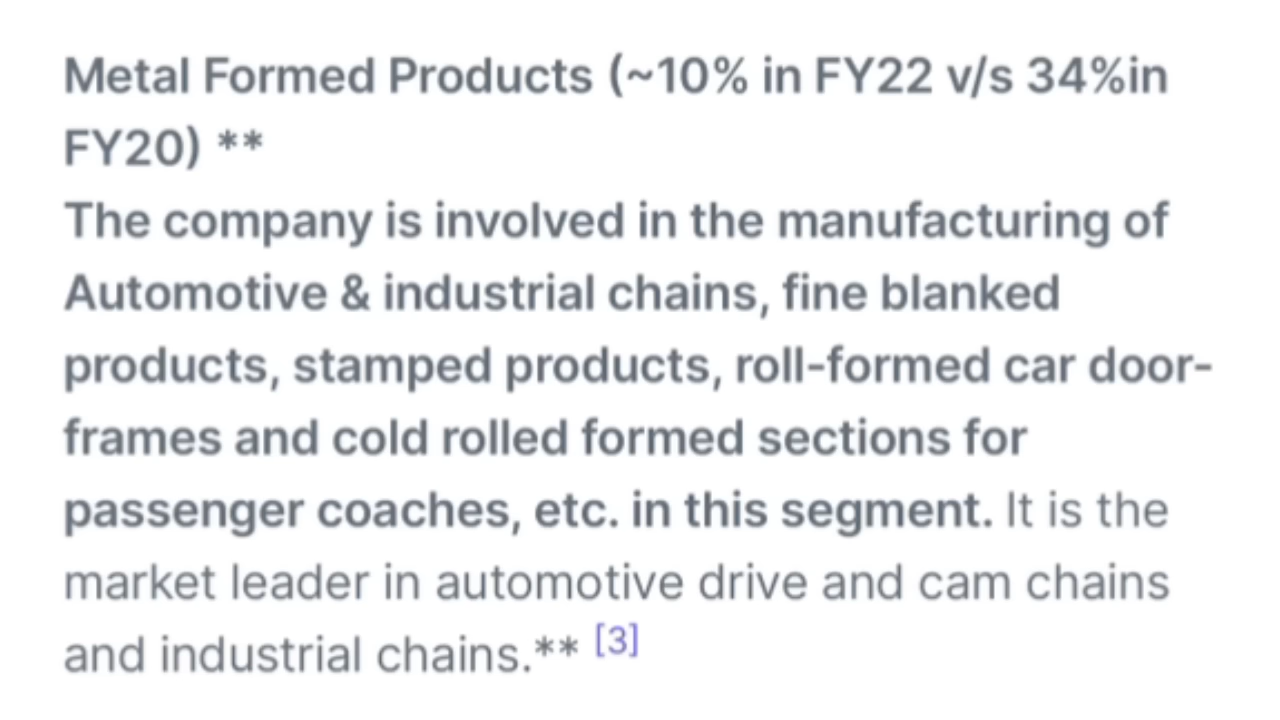 Metal Formed Products (~10% in FY22 v/s 34%in
FY20) **
The company is involved in the manufacturing of
Automotive & industrial chains, fine blanked
products, stamped products, roll-formed car door-
frames and cold rolled formed sections for
passenger coaches, etc. in this segment. It is the
market leader in automotive drive and cam chains
and industrial chains.** [3]